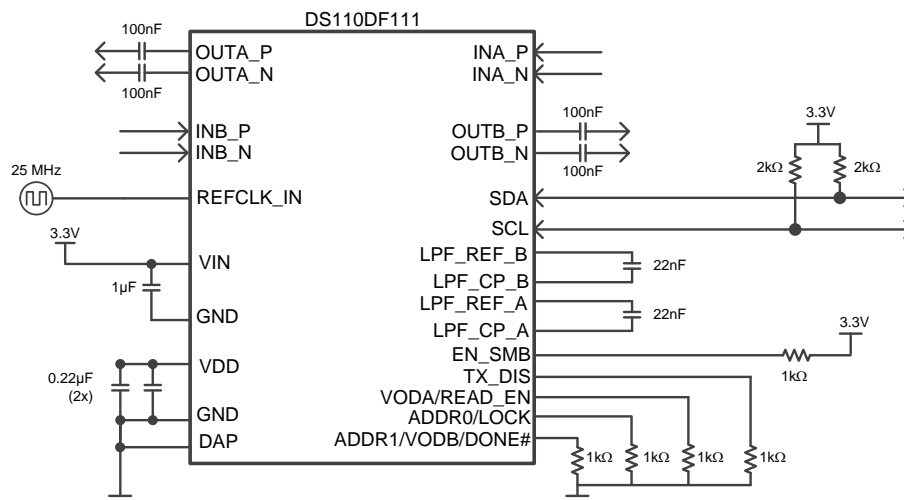 DS110DF111
100nF
100nF
OUTA_P
OUTA_N
INB_P
INB_N
25 MHz
REFCLK_IN
3.3V
VIN
1µF
GND
VDD
0.22µF
(2x)
GND
DAP
INA_P
INA_N
OUTB_P
OUTB_N
100nF
100nF
3.3V
2kΩ
2kΩ
SDA
SCL
LPF_REF_B
LPF_CP_B
22nF
LPF_REF_A
LPF_CP_A
22nF
EN_SMB
3.3V
1kΩ
TX_DIS
VODA/READ_EN
ADDR0/LOCK
ADDR1/VODB/DONE#
1kΩ
1kΩ
1kΩ
1kΩ